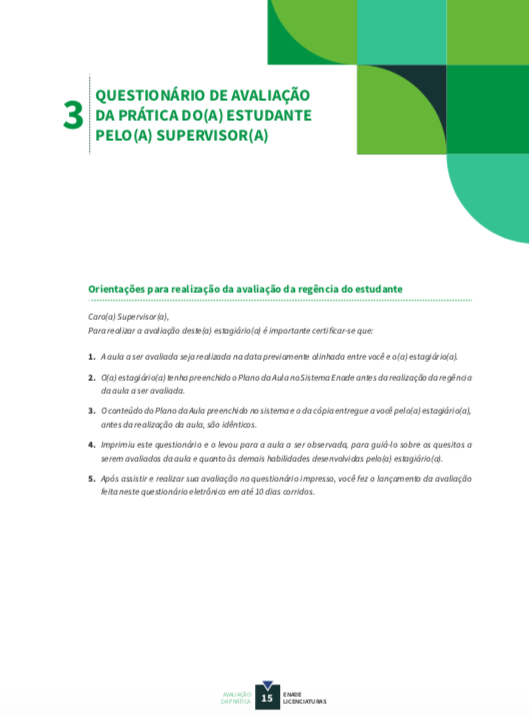 3
QUESTIONÁRIO DE AVALIAÇÃO
DA PRÁTICA DO(A) ESTUDANTE
PELO(A) SUPERVISOR(A)
Orientações para realização da avaliação da regência do estudante
Caro(a) Supervisor(a),
Para realizar a avaliação deste(a) estagiário(a) é importante certificar-se que:
1. A aula a ser avaliada seja realizada na data previamente alinhada entre você e o(a) estagiário(a).
2. O(a) estagiário(a) tenha preenchido o Plano da Aula no Sistema Enade antes da realização da regência
da aula a ser avaliada.
3. O conteúdo do Plano da Aula preenchido no sistema e o da cópia entregue a você pelo(a) estagiário(a),
antes da realização da aula, são idênticos.
4. Imprimiu este questionário e o levou para a aula a ser observada, para guiá-lo sobre os quesitos a
serem avaliados da aula e quanto às demais habilidades desenvolvidas pelo(a) estagiário(a).
5. Após assistir e realizar sua avaliação no questionário impresso, você fez o lançamento da avaliação
feita neste questionário eletrônico em até 10 dias corridos.
AVALIAÇÃO
DA PRÁTICA
15
ENADE
LICENCIATURAS